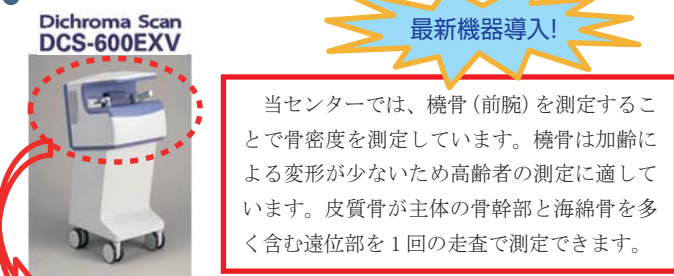 Dichroma Scan
DCS-600EXV
最新機器導入!
当センターでは、橈骨(前腕)を測定するこ
とで骨密度を測定しています。橈骨は加齢に
よる変形が少ないため高齢者の測定に適して
います。皮質骨が主体の骨幹部と海綿骨を多
く含む遠位部を1回の走査で測定できます。